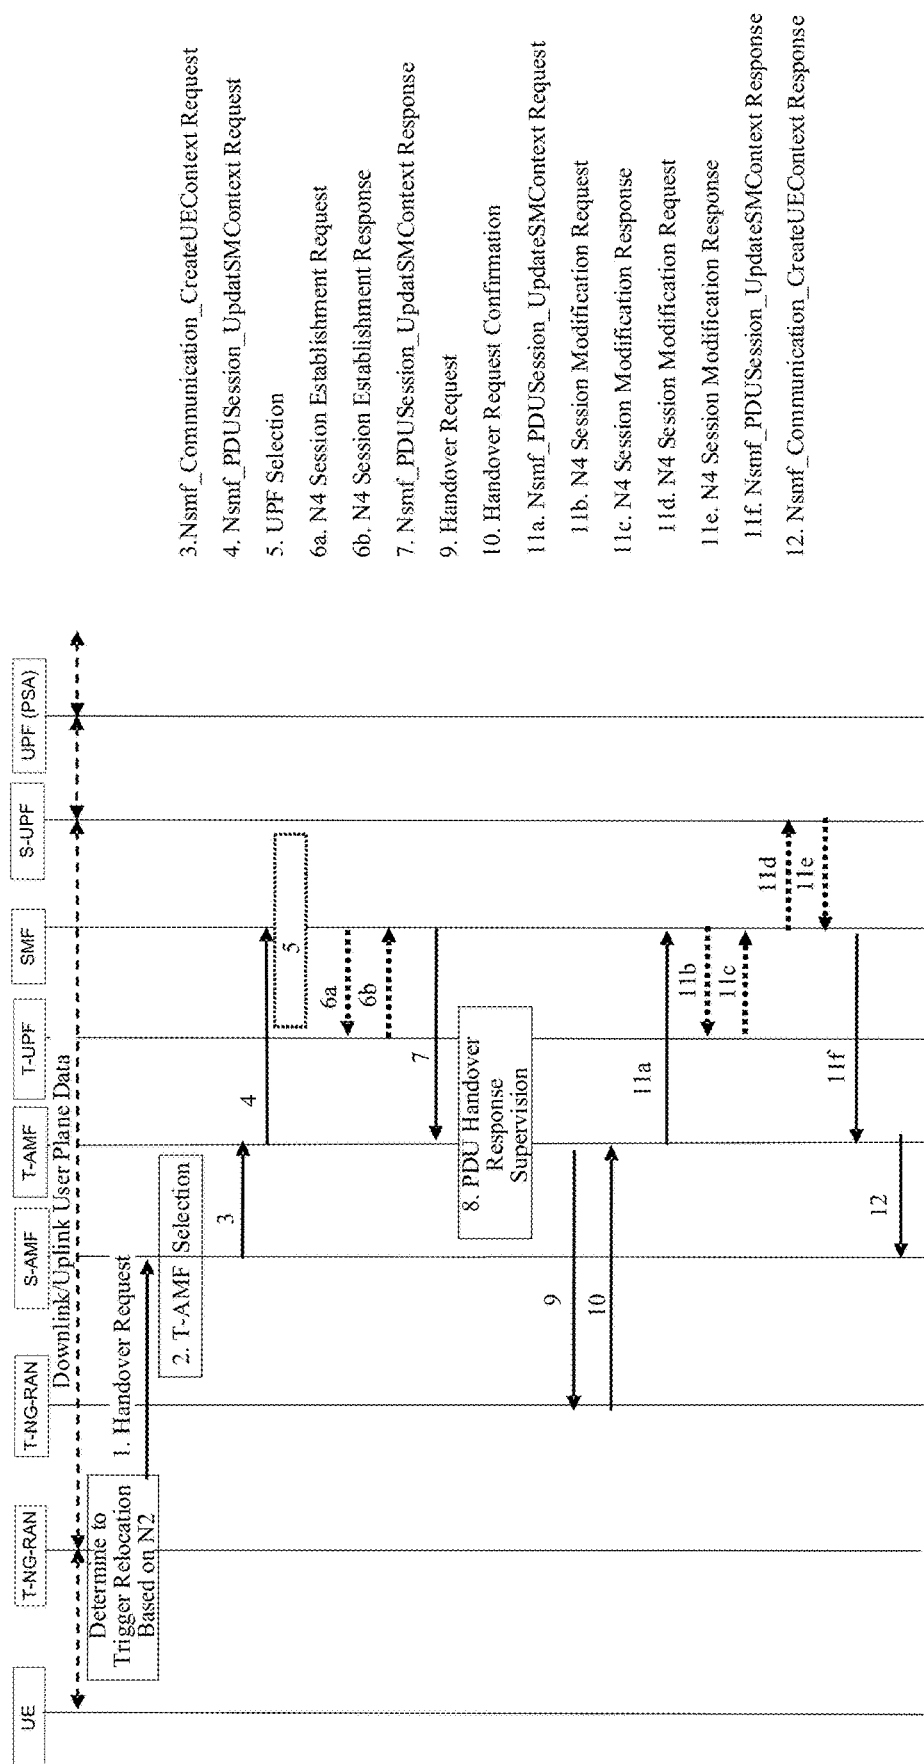 UE
T-NG-RAN
T-NG-RAN
S-AMF
T-AMF
T-UPF
SMF
S-UPF
UPF (PSA)
Downlink/Uplink User Plane Data
Determine to
Trigger Relocation
Based on N2
1. Handover Request
2. T-AMF Selection
3
4
5
6a
6b
7
8. PDU Handover
Response
Supervision
9
10
11a
11b
11c
11d
11e
11f
12
3.Nsmf_Communication_CreateUEContext Request
4. Nsmf_PDUSession_UpdatSMContext Request
5. UPF Selection
6a. N4 Session Establishment Request
6b. N4 Session Establishment Response
7. Nsmf_PDUSession_UpdatSMContext Response
9. Handover Request
10. Handover Request Confirmation
11a. Nsmf_PDUSession_UpdateSMContext Request
11b. N4 Session Modification Request
11c. N4 Session Modification Response
11d. N4 Session Modification Request
11e. N4 Session Modification Response
11f. Nsmf_PDUSession_UpdateSMContext Response
12. Nsmf_Communication_CreateUEContext Response